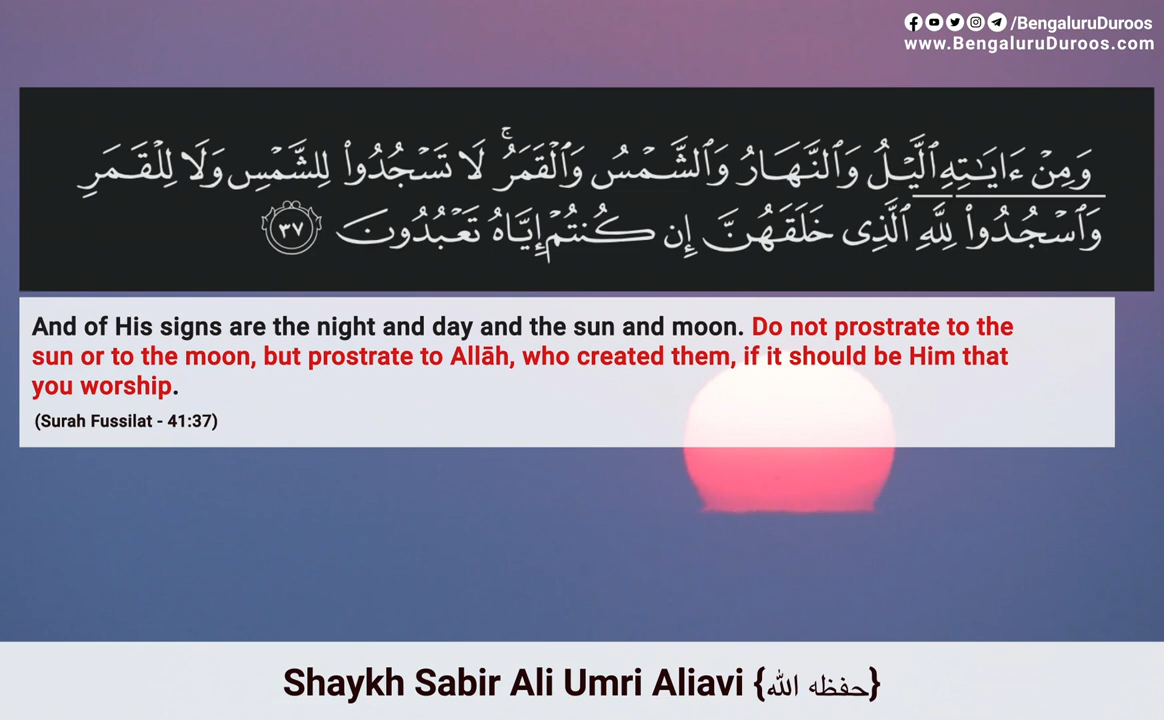 /BengaluruDuroos
www.BengaluruDuroos.com
وَمِنْ ءَايَـٰتِهِ ٱلَّيْلُ وَٱلنَّهَارُ وَٱلشَّمْسُ وَٱلْقَمَرُ ۚ لَا تَسْجُدُوا۟ لِلشَّمْسِ وَلَا لِلْقَمَرِ
وَٱسْجُدُوا۟ لِلَّهِ ٱلَّذِى خَلَقَهُنَّ إِن كُنتُمْ إِيَّاهُ تَعْبُدُونَ ٣٧
And of His signs are the night and day and the sun and moon. Do not prostrate to the
sun or to the moon, but prostrate to Allāh, who created them, if it should be Him that
you worship.
(Surah Fussilat - 41:37)
Shaykh Sabir Ali Umri Aliavi {حفظه الله}